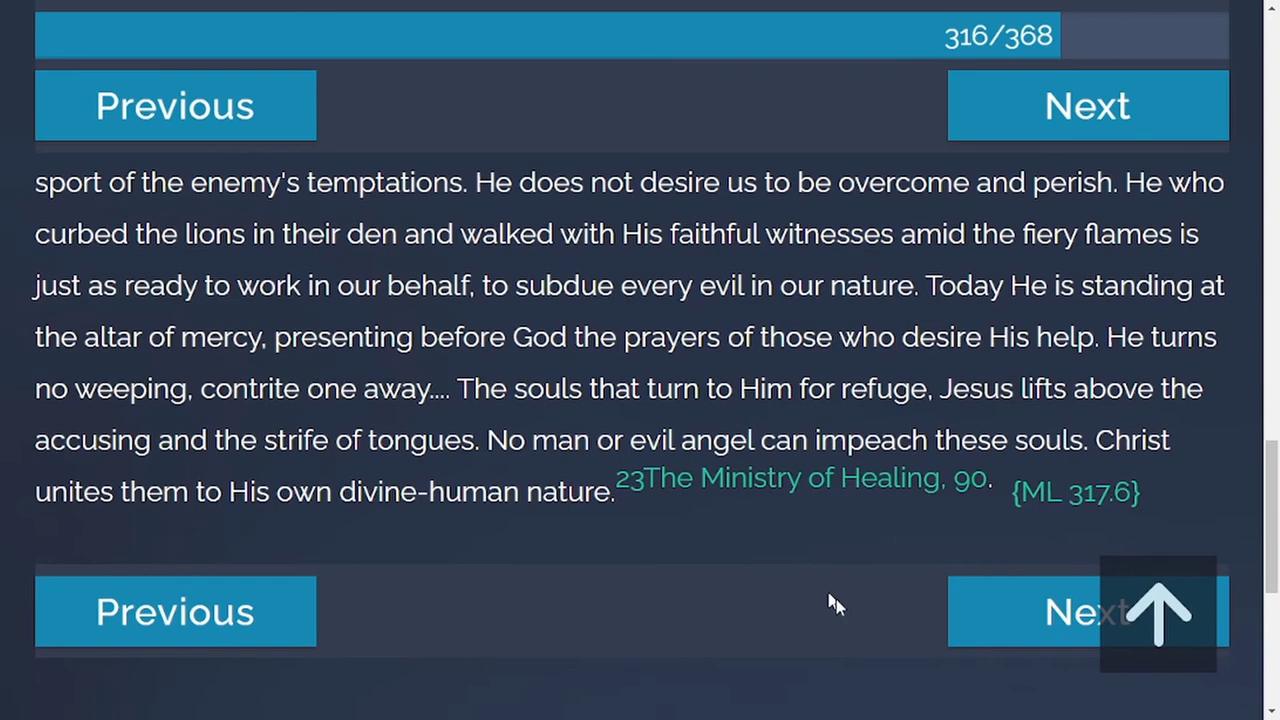 316/368
Previous
Next
sport of the enemy's temptations. He does not desire us to be overcome and perish. He who
curbed the lions in their den and walked with His faithful witnesses amid the fiery flames is
just as ready to work in our behalf, to subdue every evil in our nature. Today He is standing at
the altar of mercy, presenting before God the prayers of those who desire His help. He turns
no weeping, contrite one away.... The souls that turn to Him for refuge, Jesus lifts above the
accusing and the strife of tongues. No man or evil angel can impeach these souls. Christ
unites them to His own divine-human nature.23The Ministry of Healing, 90. {ML 317.6}
Previous
Next